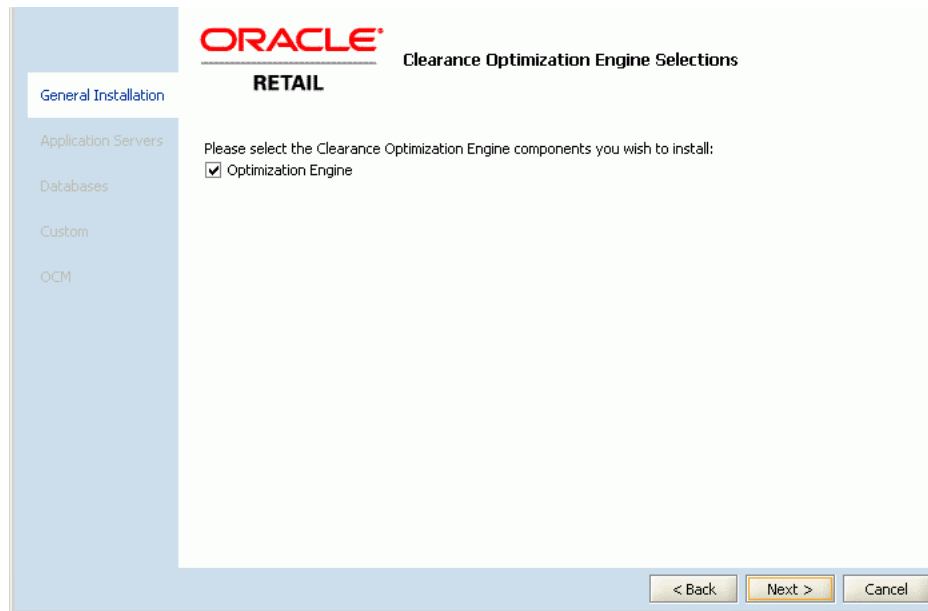 ORACLE
RETAIL
Clearance Optimization Engine Selections
General Installation
Application Servers
Databases
Custom
OCM
Please select the Clearance Optimization Engine components you wish to install:
Optimization Engine
< Back
Next >
Cancel